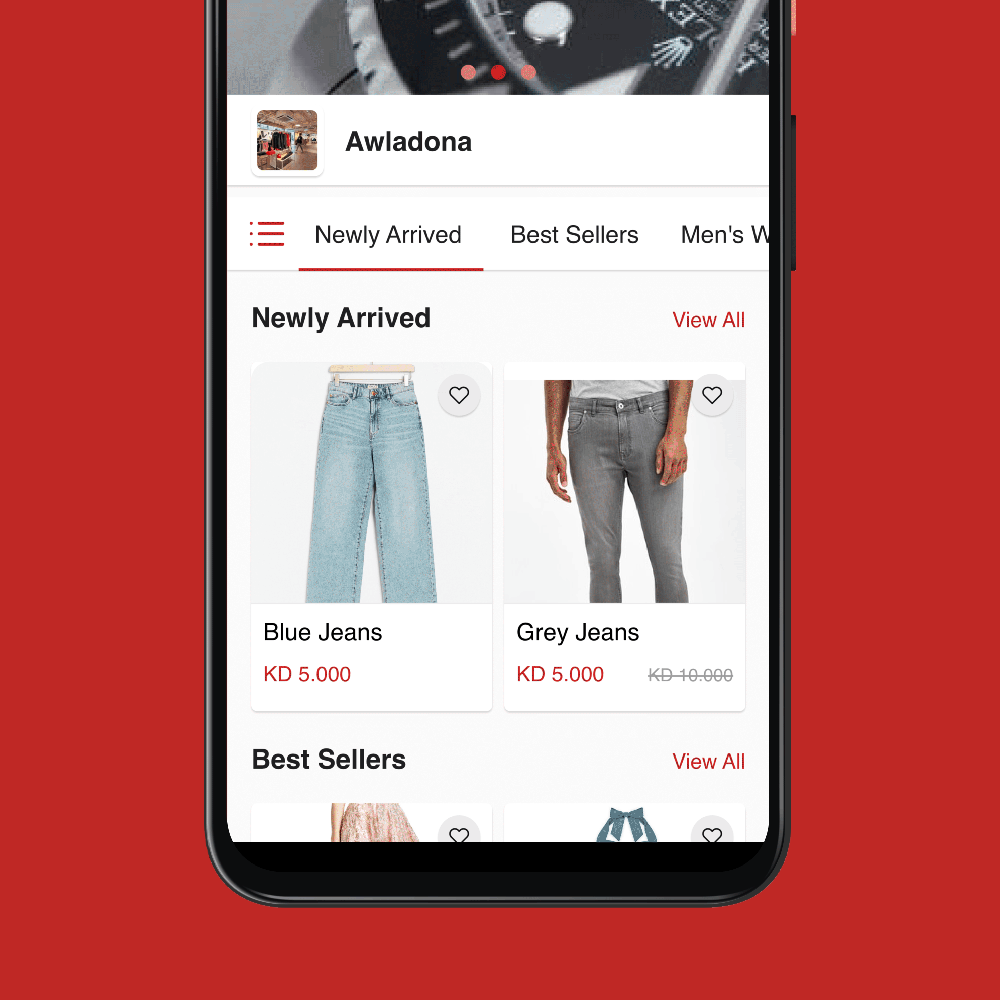 Awladona
Newly Arrived
Best Sellers
Men's W
Newly Arrived
View All
Blue Jeans
KD 5.000
Grey Jeans
KD 5.000
KD 10.000
Best Sellers
View All